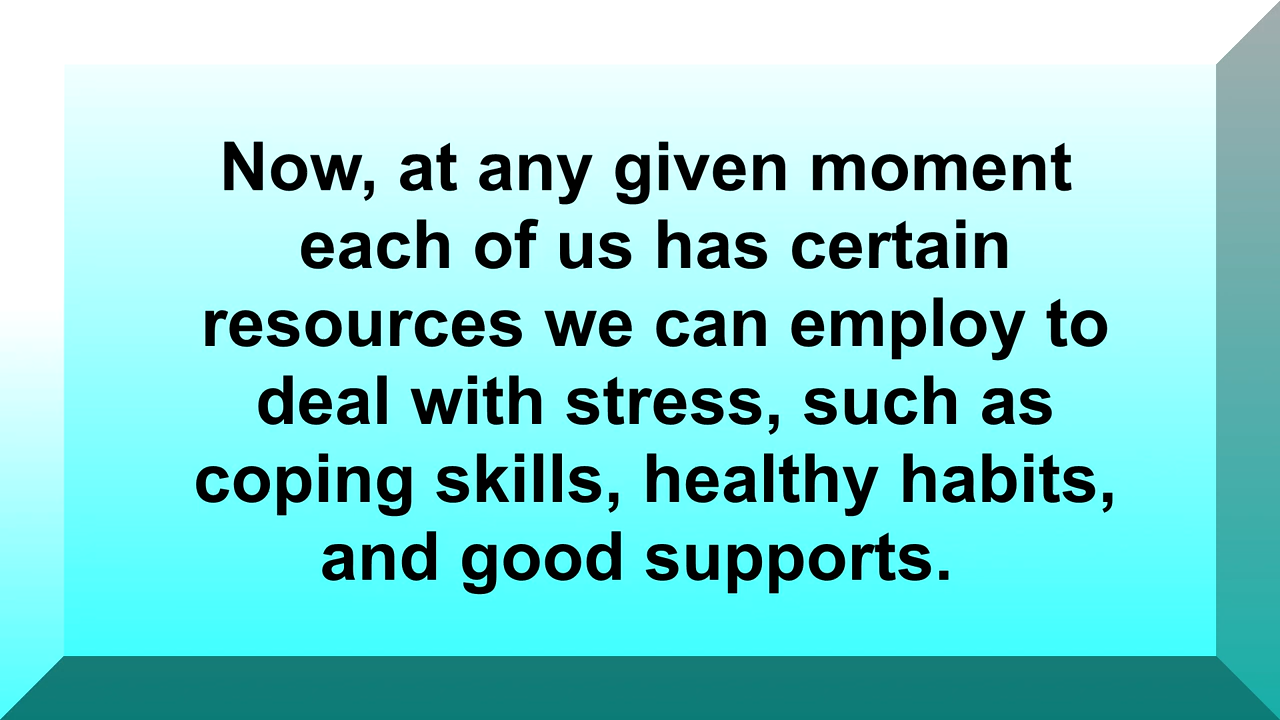 Now, at any given moment
each of us has certain
resources we can employ to
deal with stress, such as
coping skills, healthy habits,
and good supports.